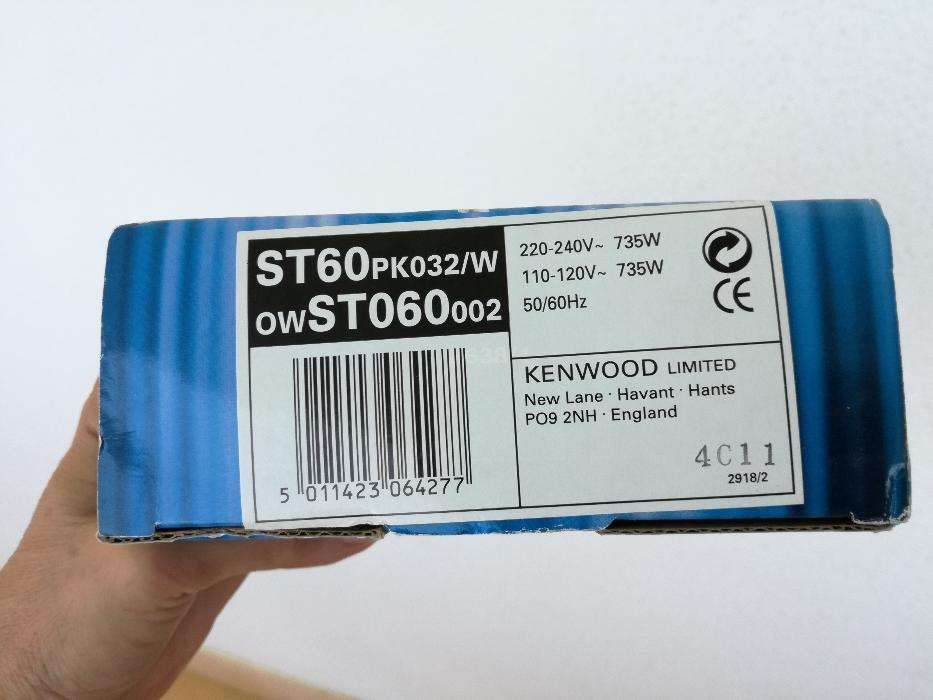 ST60PK032/W
OWST060002
220-240V~ 735W
110-120V~ 735W
50/60Hz
CE
KENWOOD LIMITED
New Lane · Havant · Hants
PO9 2NH · England
4C11
2918/2
5 011423 064277